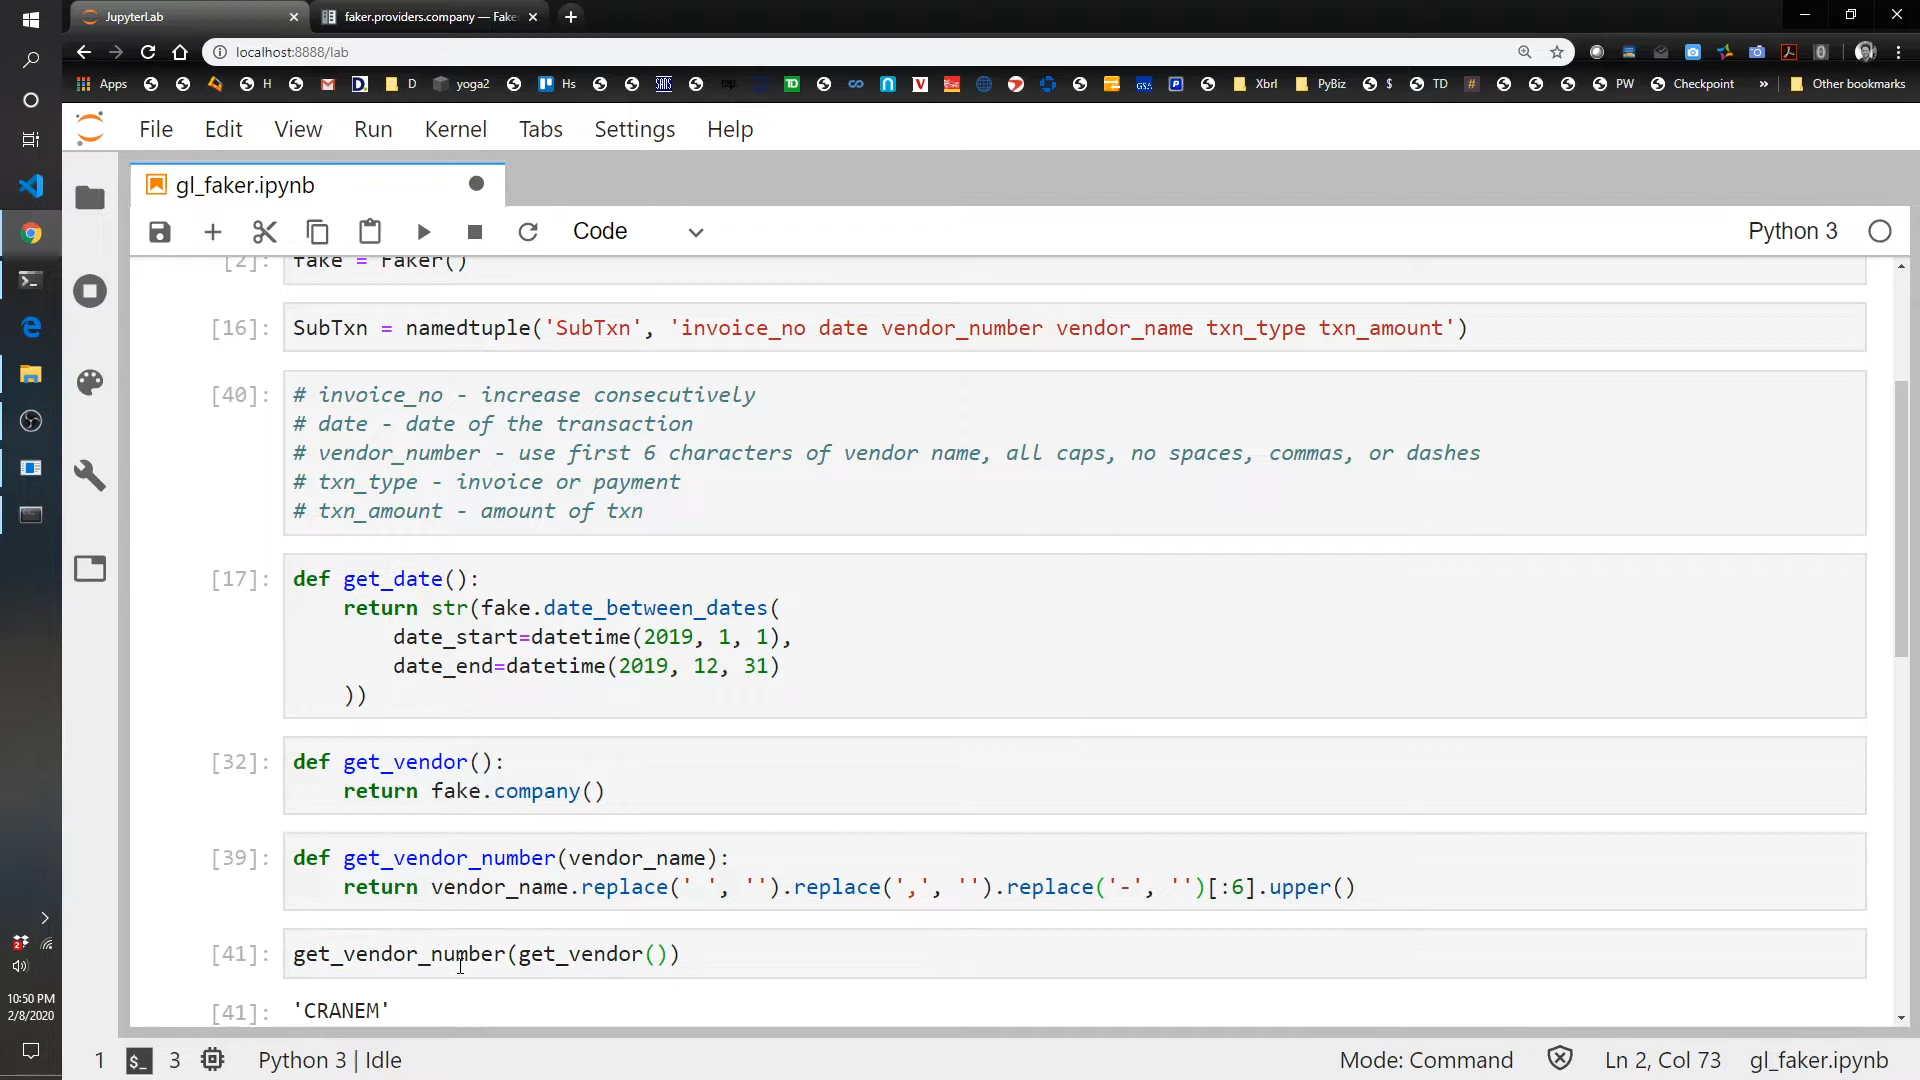 JupyterLab
faker.providers.company — Fake
localhost:8888/lab
Apps
H
D
yoga2
Hs
SANS
TD
GSA
Xbrl
PyBiz
$
TD
PW
Checkpoint
»
Other bookmarks
File Edit View Run Kernel Tabs Settings Help
gl_faker.ipynb
Code
Python 3
[2]: fake = Faker()
[16]: SubTxn = namedtuple('SubTxn', 'invoice_no date vendor_number vendor_name txn_type txn_amount')
[40]: # invoice_no - increase consecutively
# date - date of the transaction
# vendor_number - use first 6 characters of vendor name, all caps, no spaces, commas, or dashes
# txn_type - invoice or payment
# txn_amount - amount of txn
[17]: def get_date():
return str(fake.date_between_dates(
date_start=datetime(2019, 1, 1),
date_end=datetime(2019, 12, 31)
))
[32]: def get_vendor():
return fake.company()
[39]: def get_vendor_number(vendor_name):
return vendor_name.replace(' ', '').replace(',', '').replace('-', '')[:6].upper()
[41]: get_vendor_number(get_vendor())
[41]: 'CRANEM'
10:50 PM
2/8/2020
1 $_ 3 Python 3 | Idle Mode: Command Ln 2, Col 73 gl_faker.ipynb